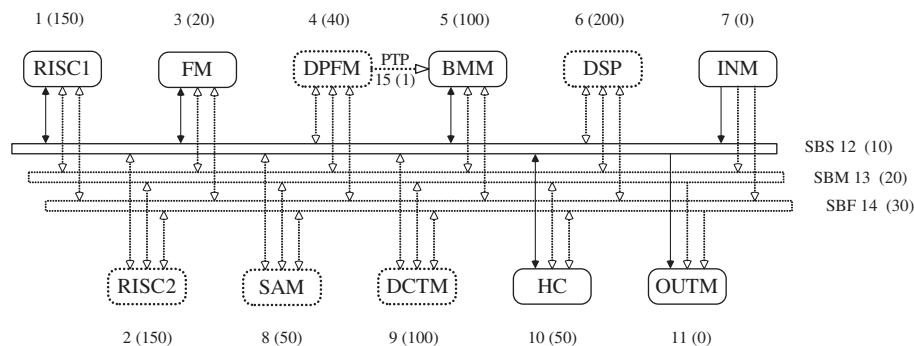 1 (150) 3 (20) 4 (40) 5 (100) 6 (200) 7 (0)
RISC1 FM DPFM PTP BMM DSP INM
15 (1)
SBS 12 (10)
SBM 13 (20)
SBF 14 (30)
RISC2 SAM DCTM HC OUTM
2 (150) 8 (50) 9 (100) 10 (50) 11 (0)